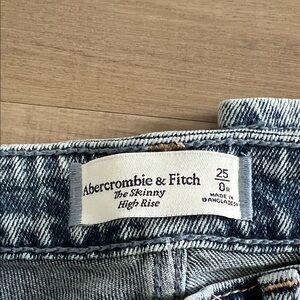 Abercrombie & Fitch
The Skinny
High Rise
25
0R
MADE IN
BANGLADESH